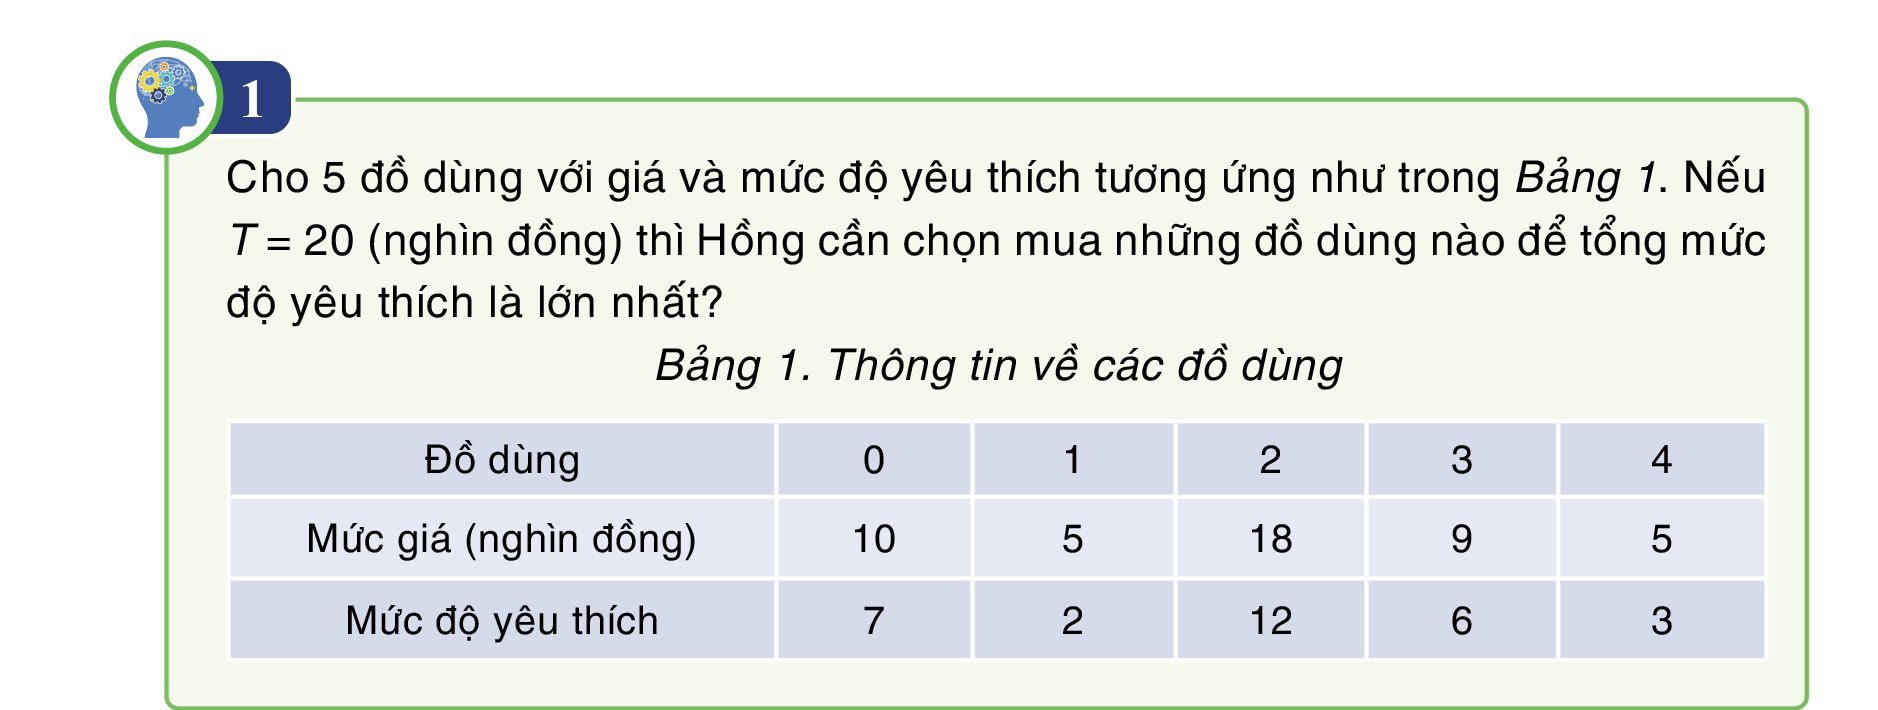 1
Cho 5 đồ dùng với giá và mức độ yêu thích tương ứng như trong Bảng 1. Nếu
T = 20 (nghìn đồng) thì Hồng cần chọn mua những đồ dùng nào để tổng mức
độ yêu thích là lớn nhất?
Bảng 1. Thông tin về các đồ dùng
Đồ dùng 0 1 2 3 4
Mức giá (nghìn đồng) 10 5 18 9 5
Mức độ yêu thích 7 2 12 6 3